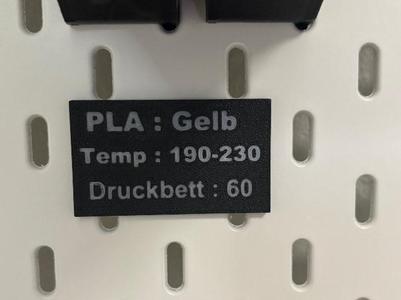 PLA : Gelb
Temp : 190-230
Druckbett : 60